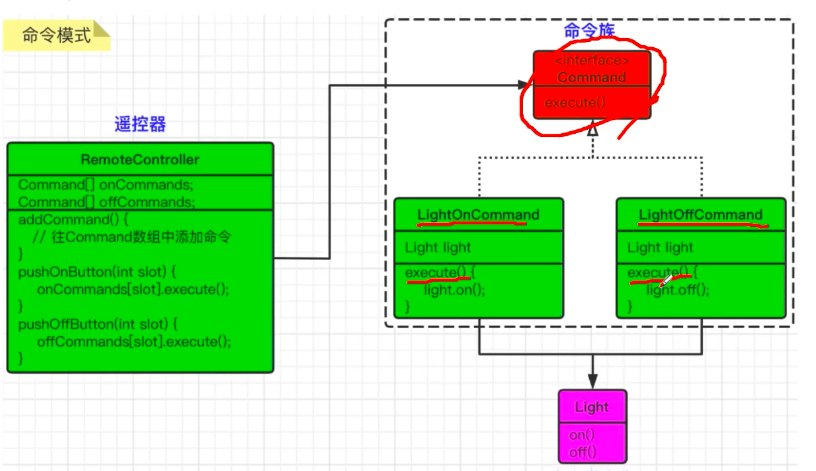 命令模式
命令族
<interface>
Command
execute()
遥控器
RemoteController
Command[] onCommands;
Command[] offCommands;
addCommand() {
// 往Command数组中添加命令
}
pushOnButton(int slot) {
onCommands[slot].execute();
}
pushOffButton(int slot) {
offCommands[slot].execute();
}
LightOnCommand
Light light
execute() {
light.on();
}
LightOffCommand
Light light
execute() {
light.off();
}
Light
on()
off()